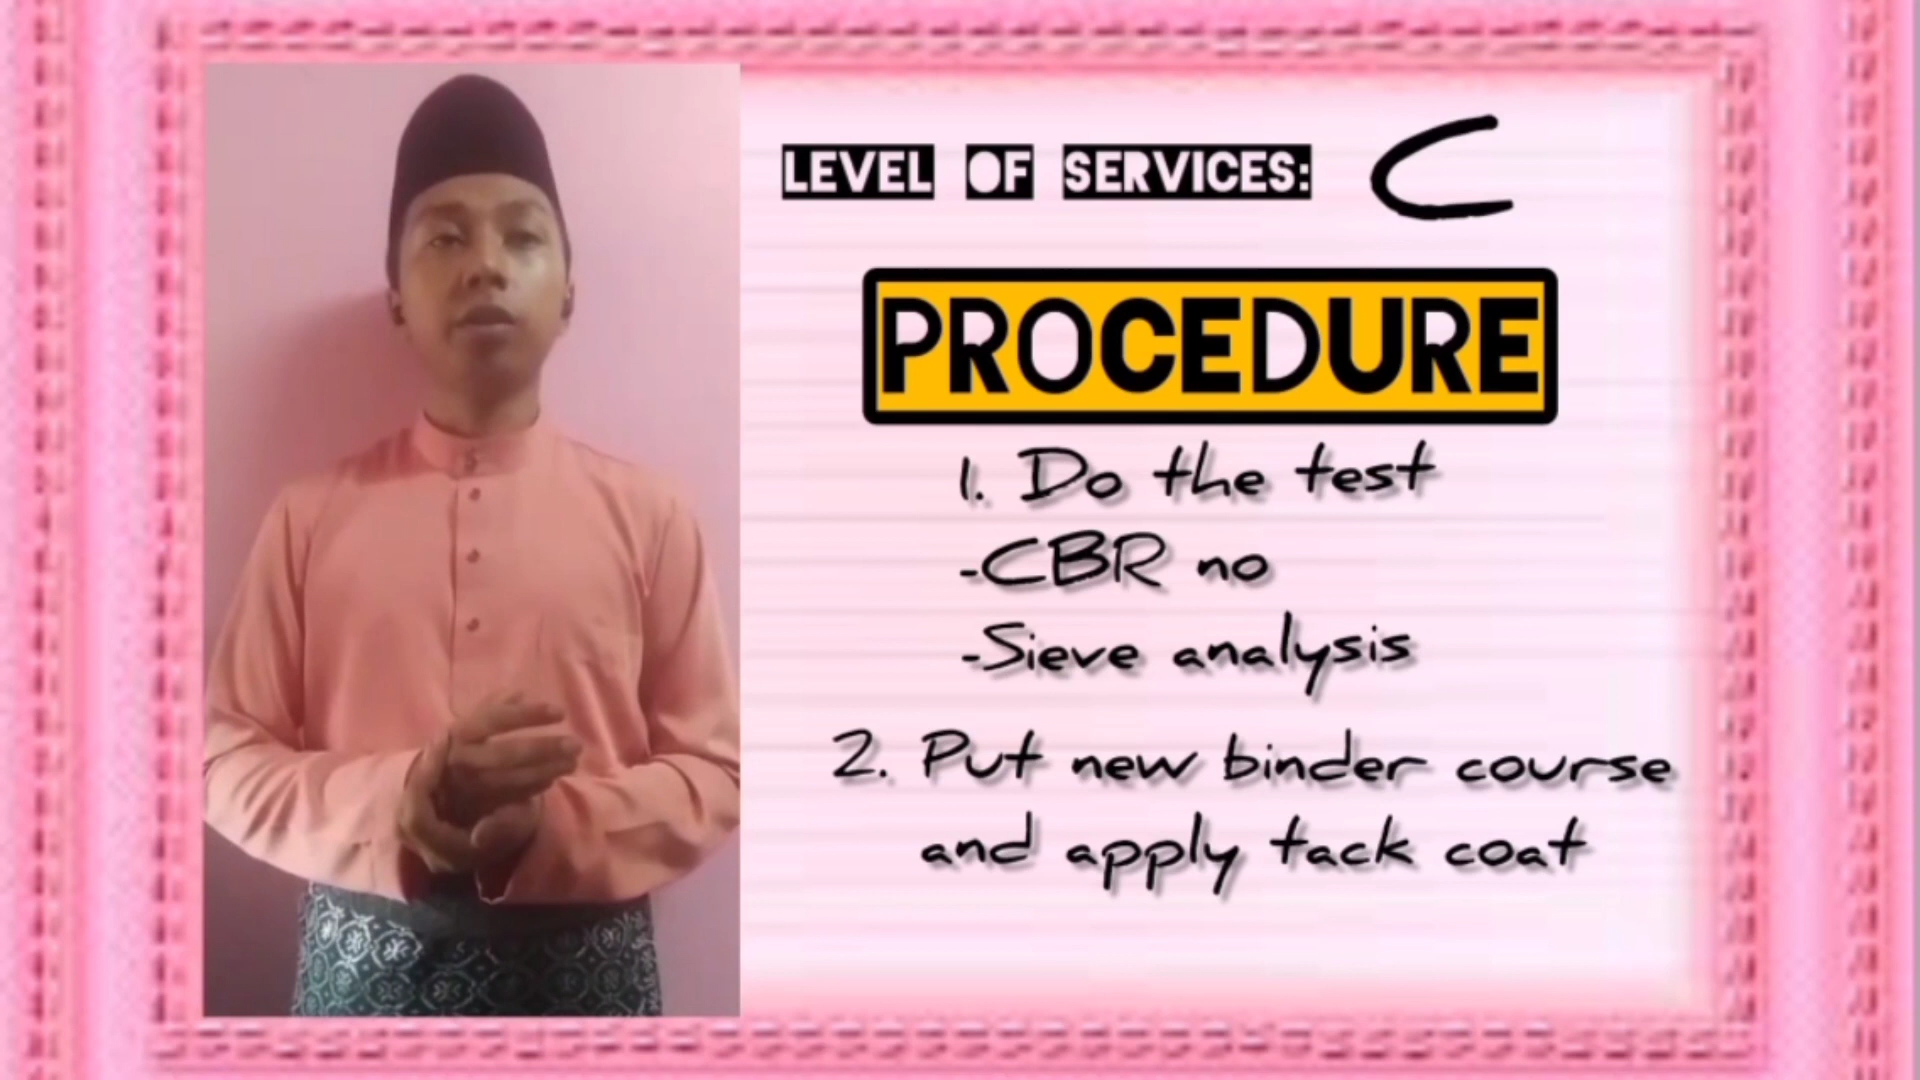 LEVEL OF SERVICES: C
PROCEDURE
1. Do the test
-CBR no
-Sieve analysis
2. Put new binder course
and apply tack coat